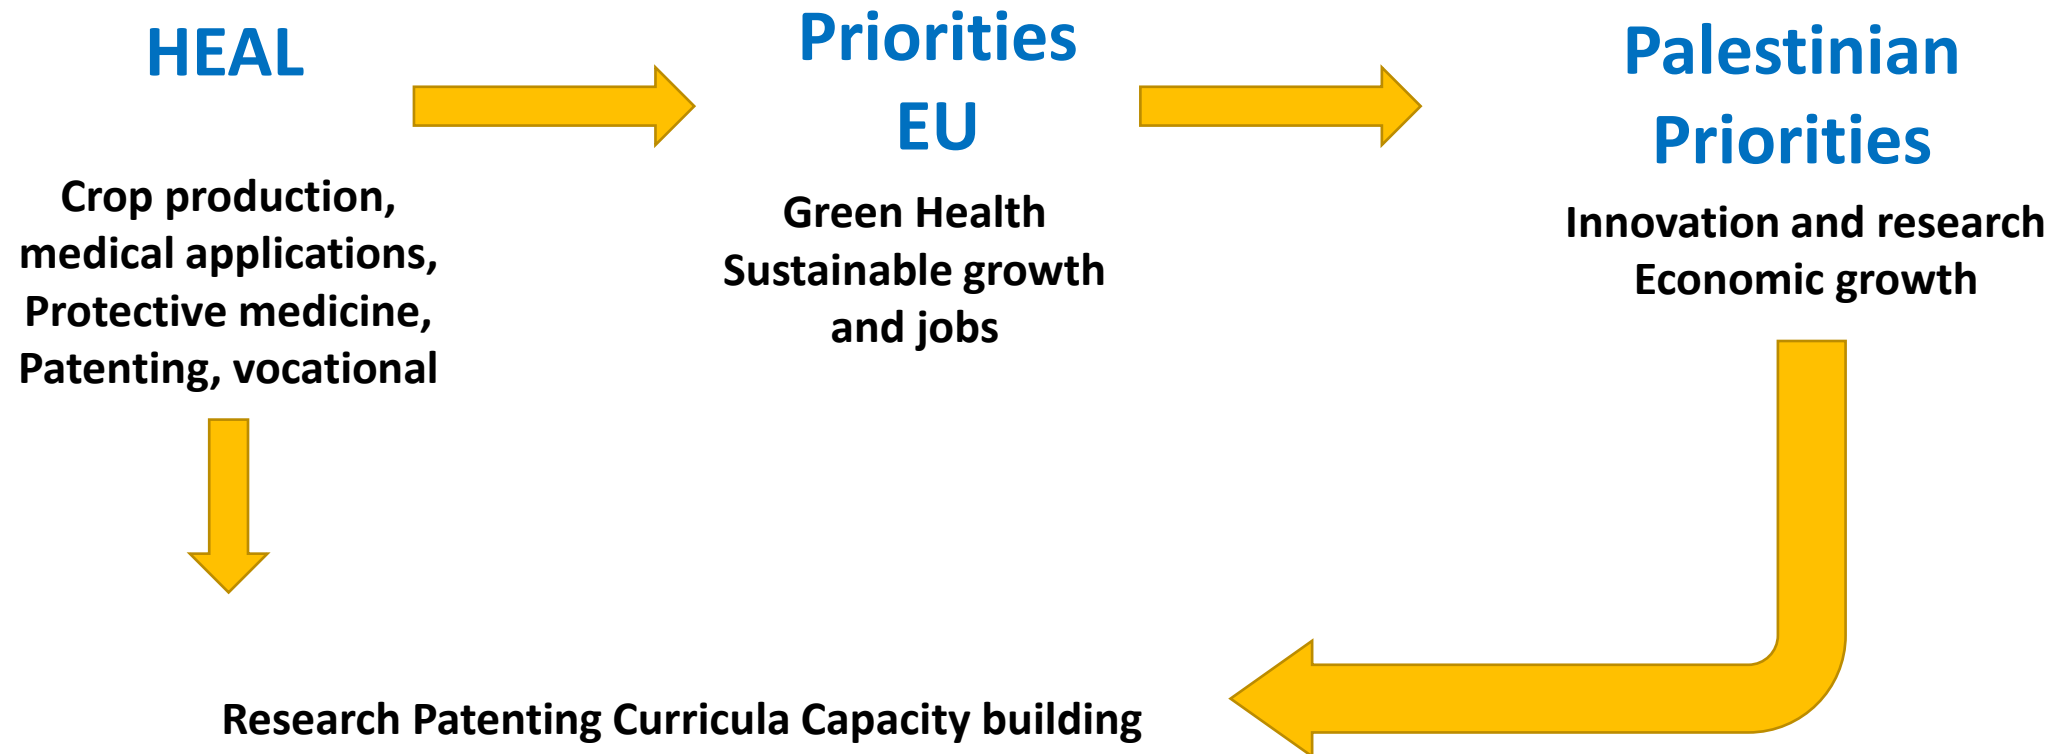 HEAL
Crop production,
medical applications,
Protective medicine,
Patenting, vocational
Priorities
EU
Green Health
Sustainable growth
and jobs
Palestinian
Priorities
Innovation and research
Economic growth
Research Patenting Curricula Capacity building